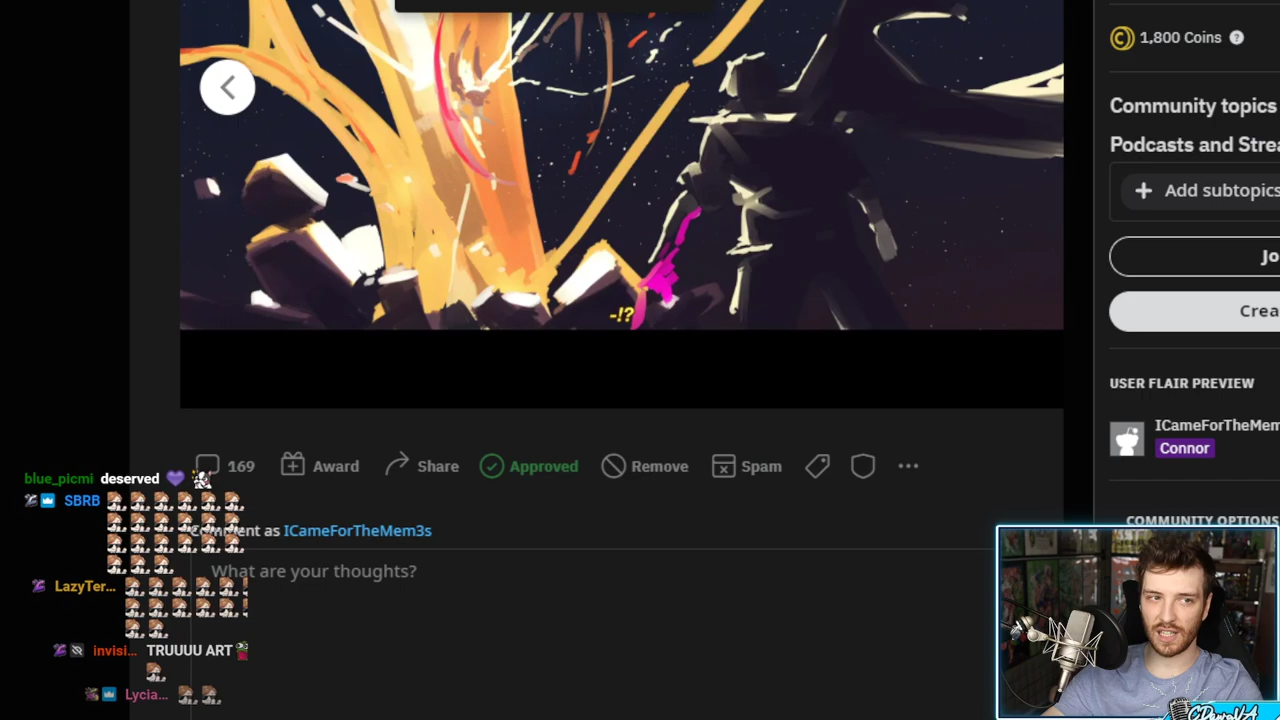 1,800 Coins
Community topics
Podcasts and Strea
Add subtopics
Jo
Crea
USER FLAIR PREVIEW
ICameForTheMem
Connor
COMMUNITY OPTIONS
-!?
169 Award Share Approved Remove Spam
Comment as ICameForTheMem3s
What are your thoughts?
blue_picmi deserved
SBRB
LazyTer...
invisi... TRUUUU ART
Lycia...
CDawgVA